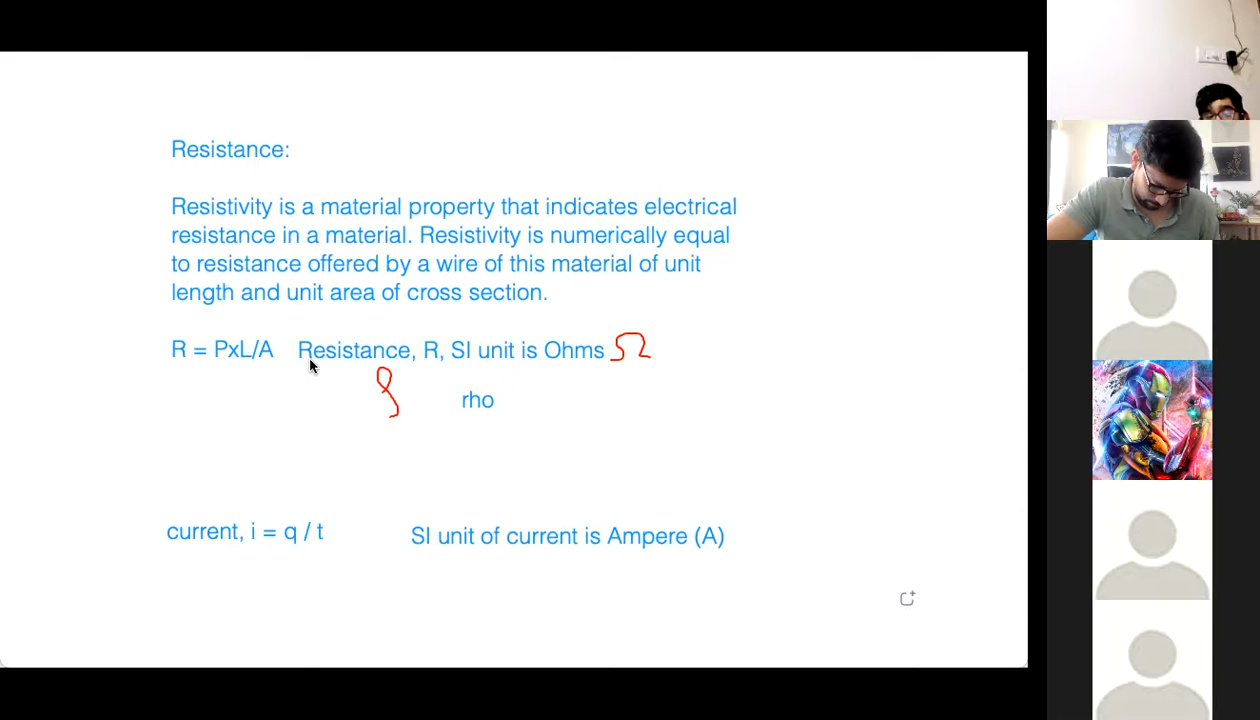 Resistance:
Resistivity is a material property that indicates electrical
resistance in a material. Resistivity is numerically equal
to resistance offered by a wire of this material of unit
length and unit area of cross section.
R = PxL/A Resistance, R, SI unit is Ohms Ω
ρ rho
current, i = q / t SI unit of current is Ampere (A)